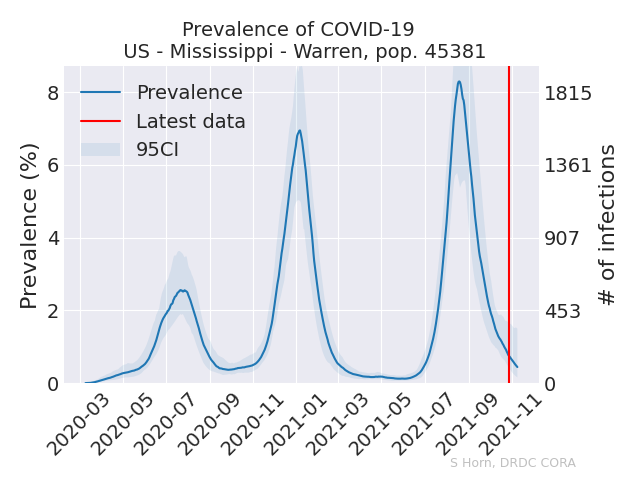 Prevalence of COVID-19
US - Mississippi - Warren, pop. 45381
Prevalence
Latest data
95CI
Prevalence (%)
8
6
4
2
0
# of infections
1815
1361
907
453
0
2020-03
2020-05
2020-07
2020-09
2020-11
2021-01
2021-03
2021-05
2021-07
2021-09
2021-11
S Horn, DRDC CORA